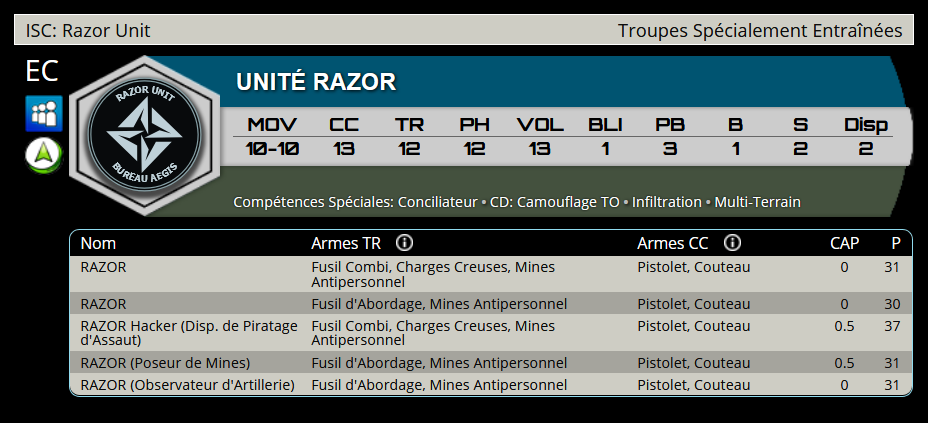 ISC: Razor Unit Troupes Spécialement Entraînées
EC
RAZOR UNIT
BUREAU AEGIS
UNITÉ RAZOR
MOV CC TR PH VOL BLI PB B S Disp
10-10 13 12 12 13 1 3 1 2 2
Compétences Spéciales: Conciliateur • CD: Camouflage TO • Infiltration • Multi-Terrain
Nom Armes TR Armes CC CAP P
RAZOR Fusil Combi, Charges Creuses, Mines Pistolet, Couteau 0 31
Antipersonnel
RAZOR Fusil d'Abordage, Mines Antipersonnel Pistolet, Couteau 0 30
RAZOR Hacker (Disp. de Piratage Fusil Combi, Charges Creuses, Mines Pistolet, Couteau 0.5 37
d'Assaut) Antipersonnel
RAZOR (Poseur de Mines) Fusil d'Abordage, Mines Antipersonnel Pistolet, Couteau 0.5 31
RAZOR (Observateur d'Artillerie) Fusil d'Abordage, Mines Antipersonnel Pistolet, Couteau 0 31